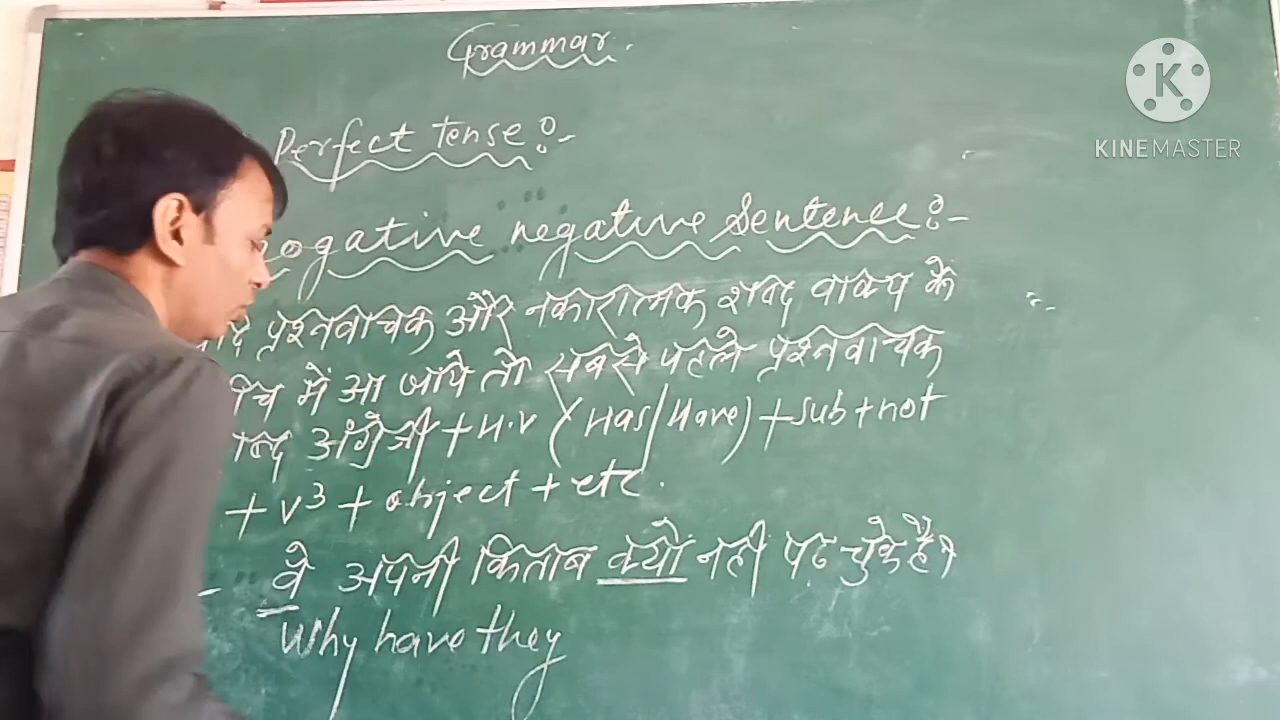 Grammar.
KINEMASTER
Perfect tense:-
rogative negative Sentence:-
प्रश्नवाचक और नकारात्मक शब्द वाक्य के
में आ जाये तो सबसे पहले प्रश्नवाचक
अंग्रेजी + H.V (Has/Have) + sub + not
+ V³ + object + etc.
- वे अपनी किताब क्यों नही पढ चुके है।
Why have they